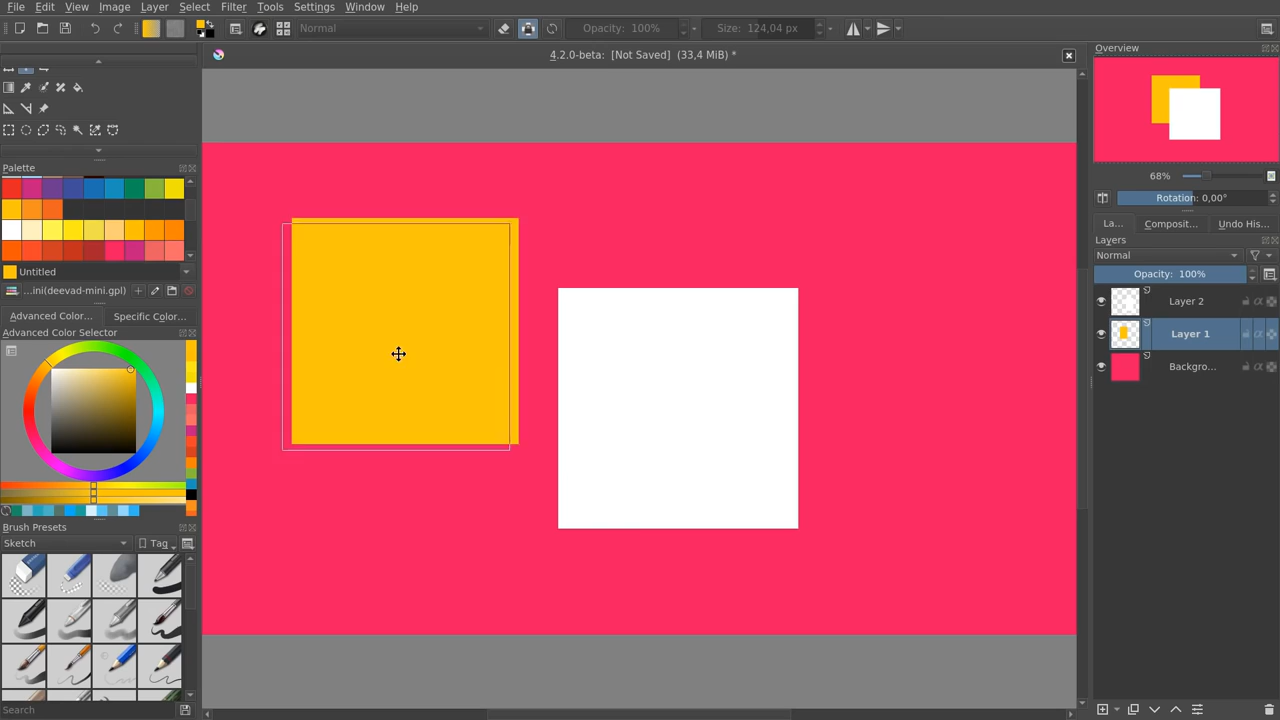 File Edit View Image Layer Select Filter Tools Settings Window Help
Normal
Opacity: 100%
Size: 124,04 px
4.2.0-beta: [Not Saved] (33,4 MiB) *
Overview
68%
Rotation: 0,00°
La... Composit... Undo His...
Layers
Normal
Opacity: 100%
Layer 2
Layer 1
Backgro...
Palette
Untitled
...ini(deevad-mini.gpl)
Advanced Color... Specific Color...
Advanced Color Selector
Brush Presets
Sketch
Tag
Search